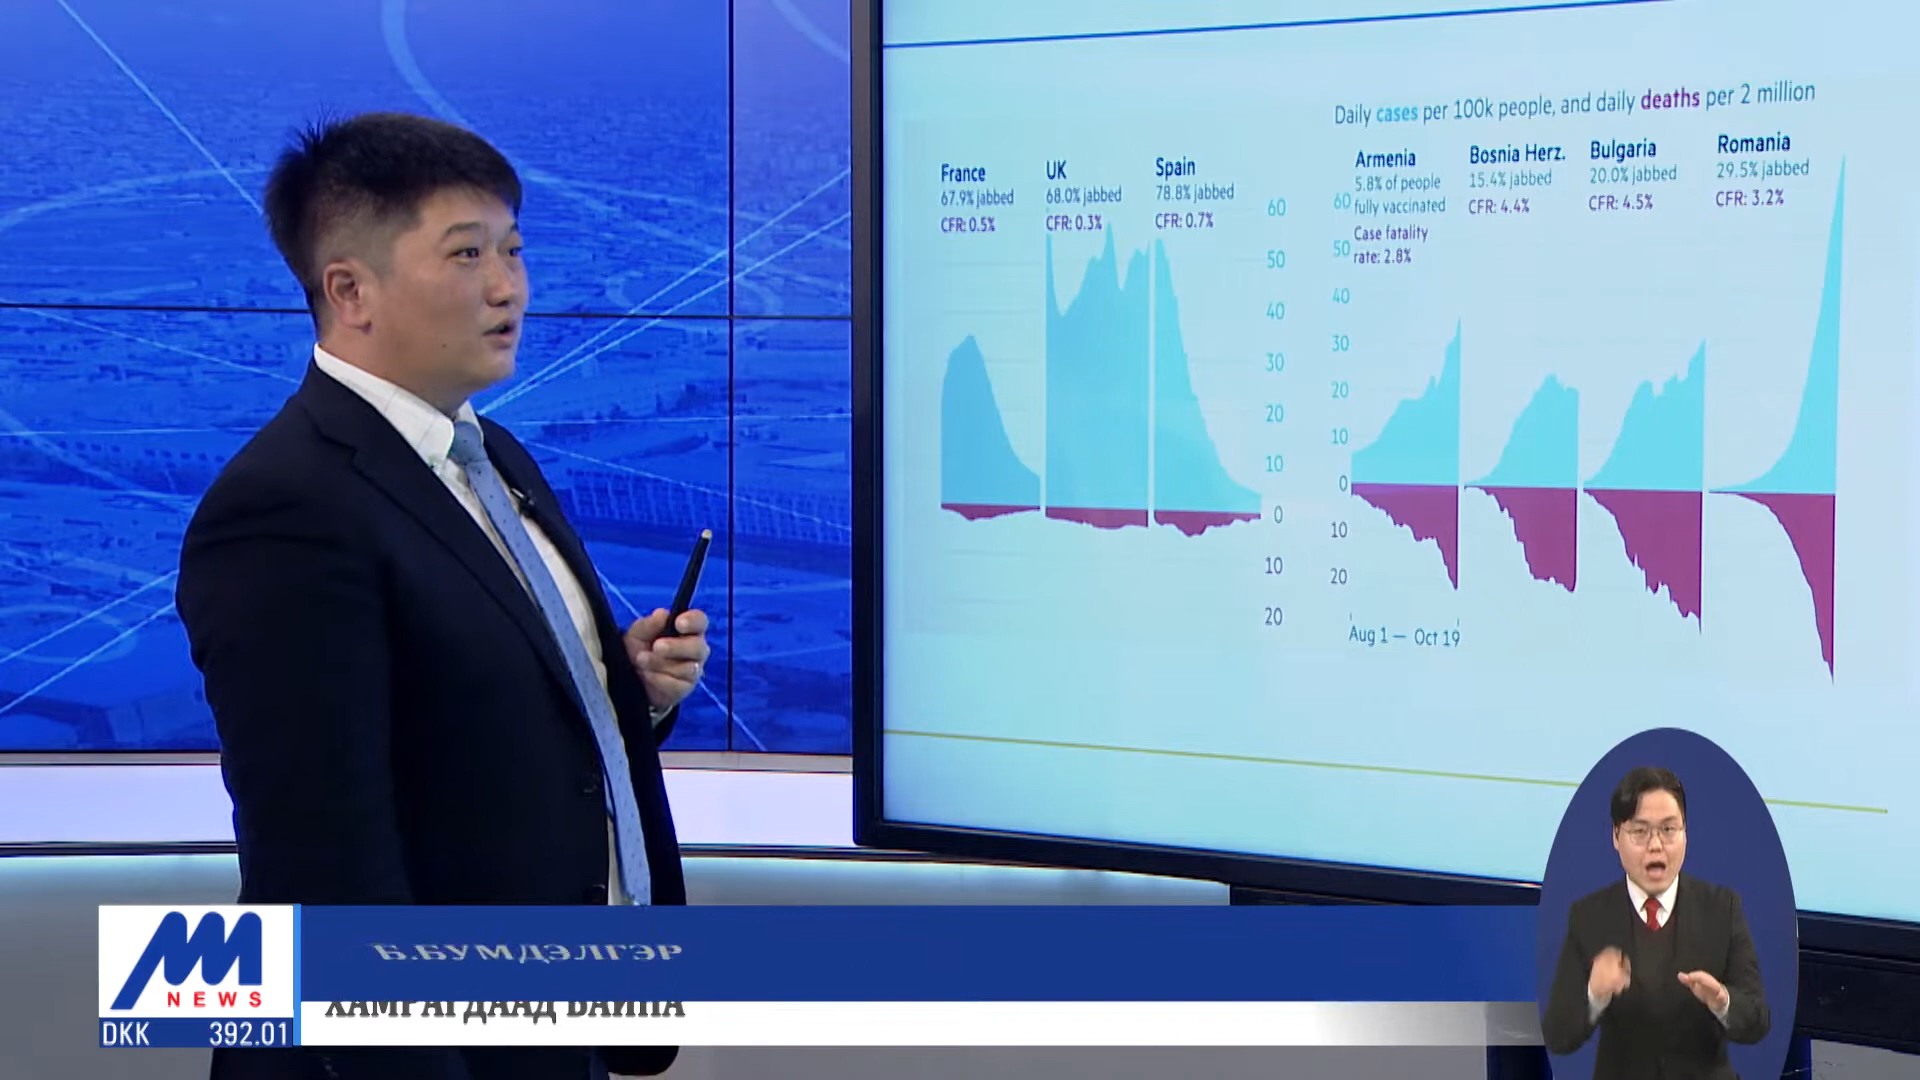 Daily cases per 100k people, and daily deaths per 2 million
France
67.9% jabbed
CFR: 0.5%
UK
68.0% jabbed
CFR: 0.3%
Spain
78.8% jabbed
CFR: 0.7%
60
50
40
30
20
10
0
10
20
Armenia
5.8% of people
fully vaccinated
Case fatality
rate: 2.8%
Bosnia Herz.
15.4% jabbed
CFR: 4.4%
Bulgaria
20.0% jabbed
CFR: 4.5%
Romania
29.5% jabbed
CFR: 3.2%
60
50
40
30
20
10
0
10
20
Aug 1 — Oct 19
Б.БУМДЭЛГЭР
ХАМРАГДААД БАЙНА
NEWS
DKK 392.01